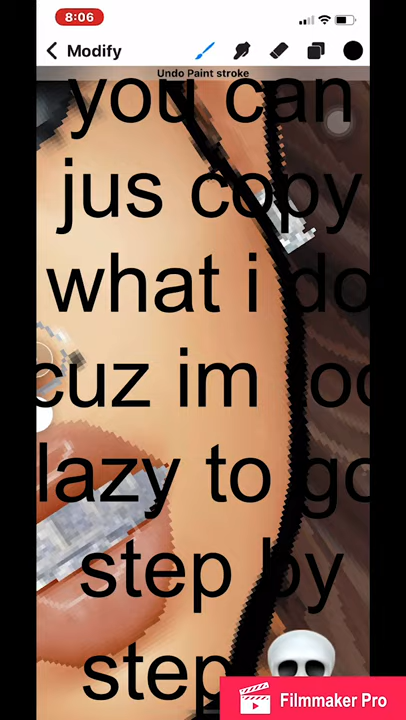 8:06
Modify
Undo Paint stroke
you can
jus copy
what i do
cuz im too
lazy to go
step by
step
Filmmaker Pro